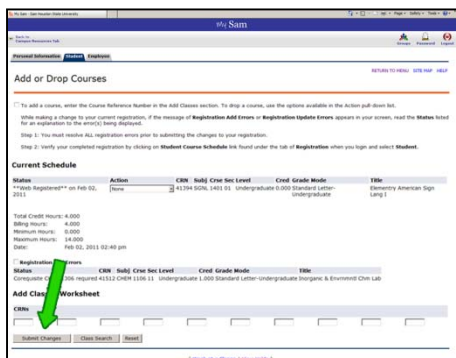 My Sam - Sam Houston State University
Page Safety Tools
My Sam
Back to
Campus Resources Tab
Groups Password Logout
Personal Information Student Employee
RETURN TO MENU SITE MAP HELP
Add or Drop Courses
To add a course, enter the Course Reference Number in the Add Classes section. To drop a course, use the options available in the Action pull-down list.
While making a change to your current registration, if the message of Registration Add Errors or Registration Update Errors appears in your screen, read the Status listed
for an explanation to the error(s) being displayed.
Step 1: You must resolve ALL registration errors prior to submitting the changes to your registration.
Step 2: Verify your completed registration by clicking on Student Course Schedule link found under the tab of Registration when you login and select Student.
Current Schedule
Status Action CRN Subj Crse Sec Level Cred Grade Mode Title
**Web Registered** on Feb 02, None 41394 SGNL 1401 01 Undergraduate 0.000 Standard Letter- Elementry American Sign
2011 Undergraduate Lang I
Total Credit Hours: 4.000
Billing Hours: 4.000
Minimum Hours: 0.000
Maximum Hours: 14.000
Date: Feb 02, 2011 02:40 pm
Registration Errors
Status CRN Subj Crse Sec Level Cred Grade Mode Title
Corequisite C 306 required 41512 CHEM 1106 11 Undergraduate 1.000 Standard Letter-Undergraduate Inorganic & Envrnmntl Chm Lab
Add Class Worksheet
CRNs
Submit Changes Class Search Reset